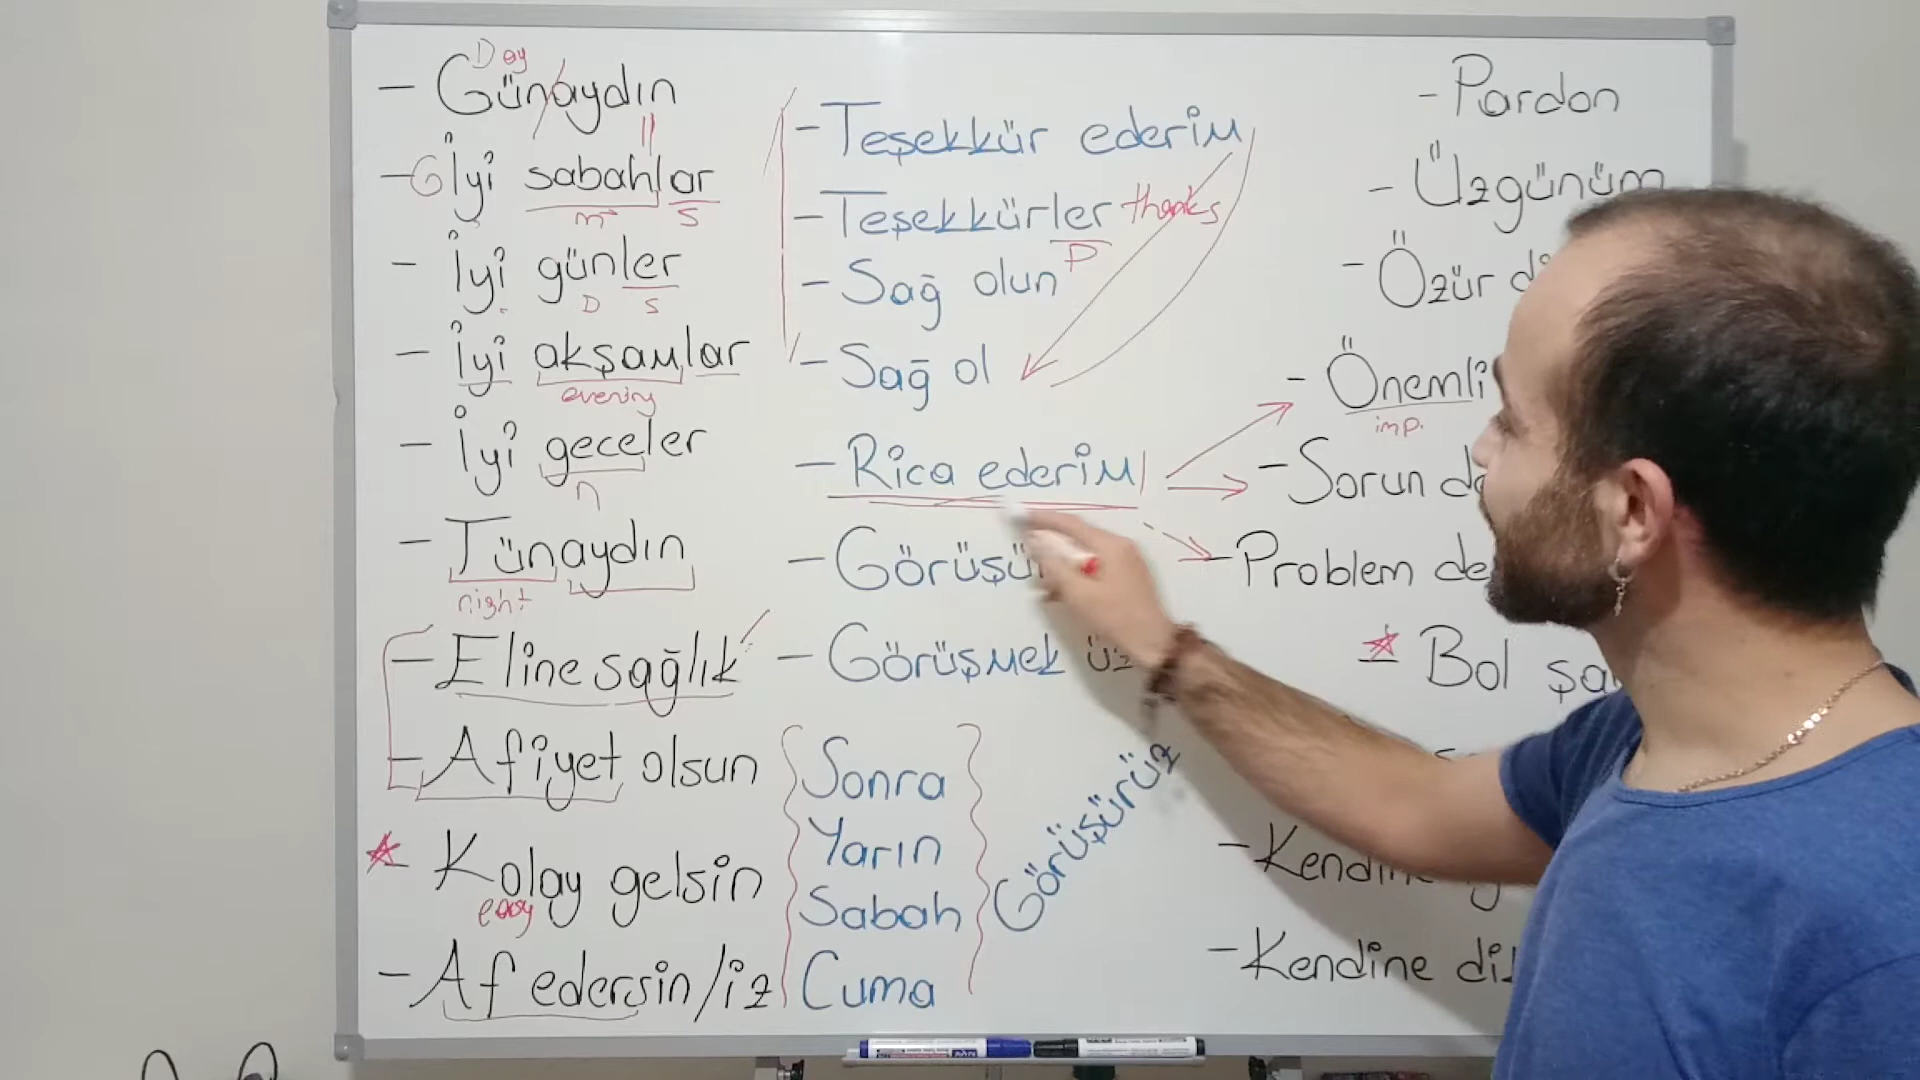 Day
- Günaydın
- G İyi sabahlar
m S
- İyi günler
D S
- İyi akşamlar
evening
- İyi geceler
n
- Tünaydın
night
- Eline sağlık
- Afiyet olsun
- Kolay gelsin
easy
- Af edersin/iz
- Teşekkür ederim
- Teşekkürler thanks
P
- Sağ olun
- Sağ ol
- Rica ederim
- Görüşü
- Görüşmek üz
Sonra
Yarın
Sabah
Cuma
Görüşürüz
- Pardon
- Üzgünüm
- Özür di
- Önemli
imp.
- Sorun de
- Problem de
- Bol şa
- Kendine
- Kendine di